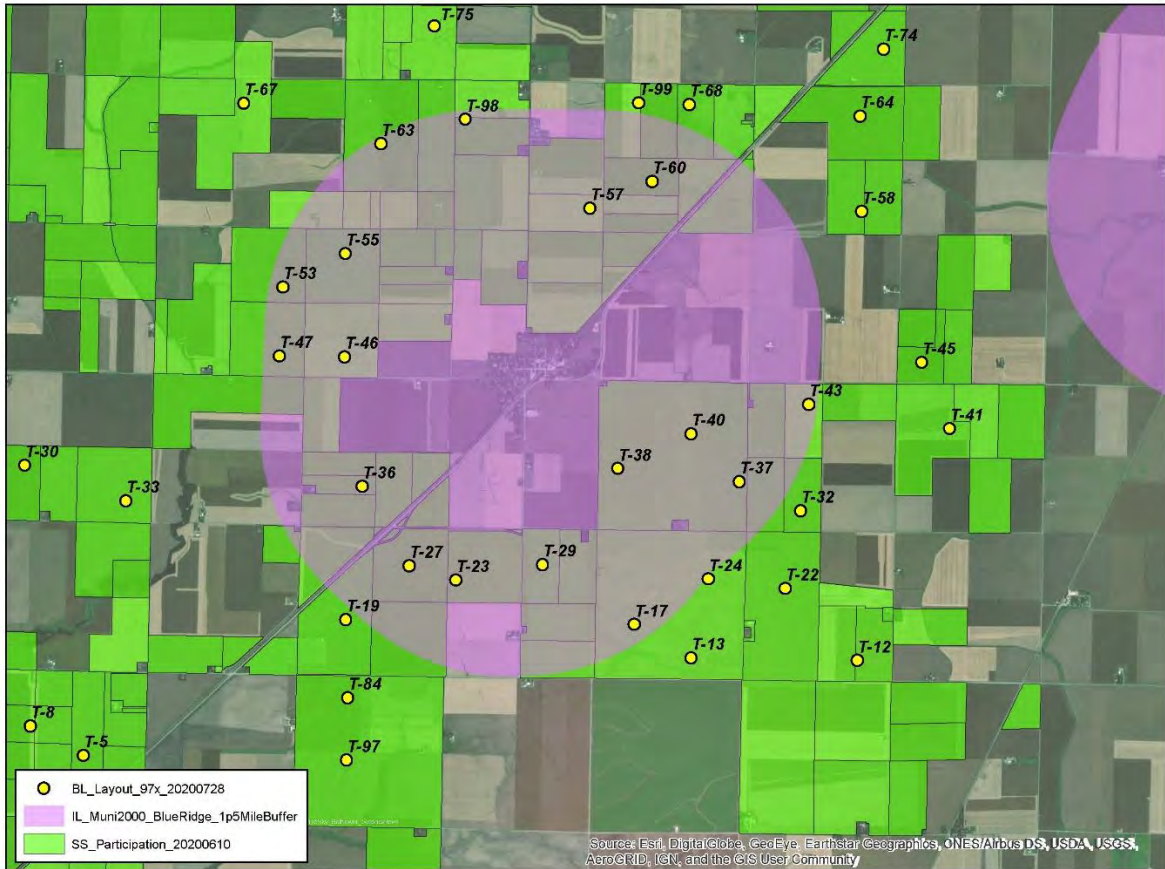 T-75
T-74
T-67
T-99
T-68
T-64
T-98
T-63
T-60
T-57
T-58
T-55
T-53
T-47
T-46
T-45
T-43
T-40
T-41
T-30
T-38
T-36
T-37
T-33
T-32
T-27
T-29
T-23
T-24
T-22
T-19
T-17
T-13
T-12
T-84
T-8
T-5
T-97
BL_Layout_97x_20200728
IL_Muni2000_BlueRidge_1p5MileBuffer
SS_Participation_20200610
Source: Esri, DigitalGlobe, GeoEye, Earthstar Geographics, CNES/Airbus DS, USDA, USGS,
AeroGRID, IGN, and the GIS User Community